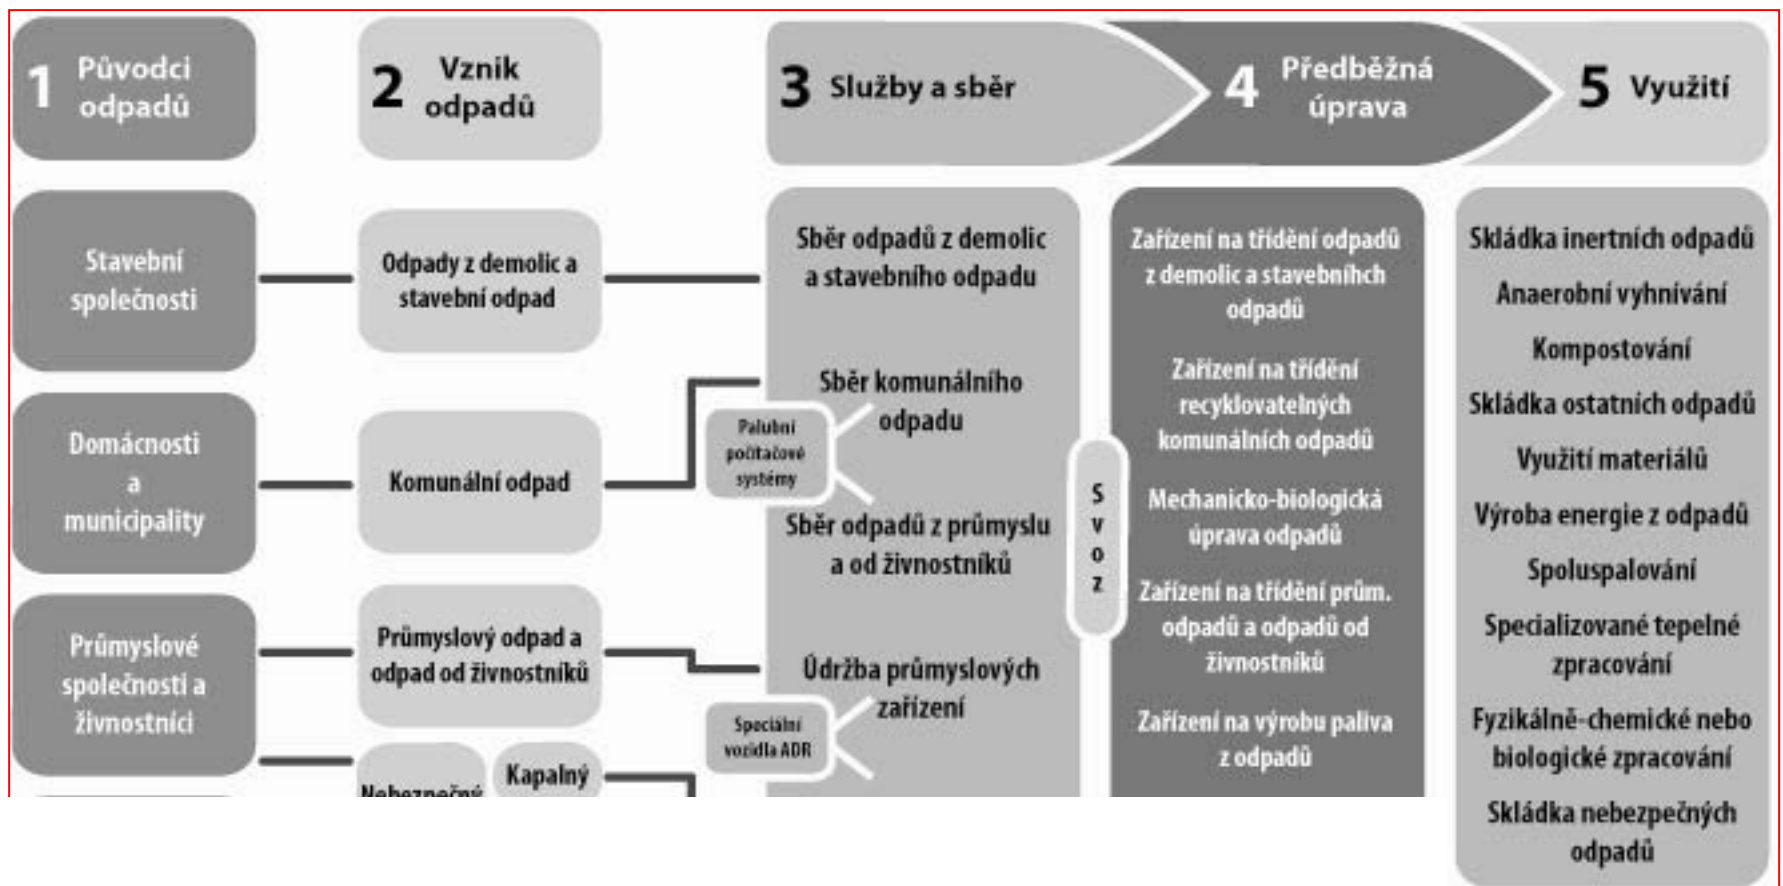 1 Původci
odpadů
2 Vznik
odpadů
3 Služby a sběr
4 Předběžná
úprava
5 Využití
Stavební
společnosti
Domácnosti
a
municipality
Průmyslové
společnosti a
živnostníci
Odpady z demolic a
stavební odpad
Komunální odpad
Průmyslový odpad a
odpad od živnostníků
Nebezpečný
Kapalný
Sběr odpadů z demolic
a stavebního odpadu
Sběr komunálního
odpadu
Palubní
počítačové
systémy
Sběr odpadů z průmyslu
a od živnostníků
Údržba průmyslových
zařízení
Speciální
vozidla ADR
S
v
o
z
Zařízení na třídění odpadů
z demolic a stavebníhch
odpadů
Zařízení na třídění
recyklovatelných
komunálních odpadů
Mechanicko-biologická
úprava odpadů
Zařízení na třídění prům.
odpadů a odpadů od
živnostníků
Zařízení na výrobu paliva
z odpadů
Skládka inertních odpadů
Anaerobní vyhnívání
Kompostování
Skládka ostatních odpadů
Využití materiálů
Výroba energie z odpadů
Spoluspalování
Specializované tepelné
zpracování
Fyzikálně-chemické nebo
biologické zpracování
Skládka nebezpečných
odpadů